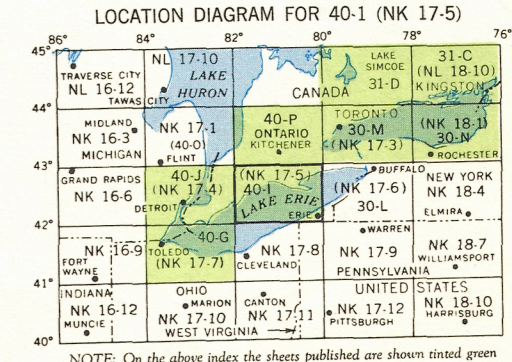 LOCATION DIAGRAM FOR 40-1 (NK 17-5)
86° 84° 82° 80° 78° 76°
45°
TRAVERSE CITY
NL 16-12
TAWAS CITY
NL 17-10
LAKE
HURON
CANADA
LAKE
SIMCOE
31-D
31-C
(NL 18-10)
KINGSTON
44°
MIDLAND
NK 16-3
MICHIGAN
NK 17-1
(40-O)
FLINT
40-P
ONTARIO
KITCHENER
TORONTO
30-M
(NK 17-3)
(NK 18-1)
30-N
ROCHESTER
43°
GRAND RAPIDS
NK 16-6
40-J
(NK 17-4)
DETROIT
(NK 17-5)
40-I
LAKE ERIE
ERIE
BUFFALO
(NK 17-6)
30-L
NEW YORK
NK 18-4
ELMIRA
42°
NK 16-9
FORT
WAYNE
40-G
TOLEDO
(NK 17-7)
NK 17-8
CLEVELAND
WARREN
NK 17-9
PENNSYLVANIA
NK 18-7
WILLIAMSPORT
41°
INDIANA
NK 16-12
MUNCIE
OHIO
MARION
NK 17-10
WEST VIRGINIA
CANTON
NK 17-11
UNITED STATES
NK 17-12
PITTSBURGH
NK 18-10
HARRISBURG
40°
NOTE: On the above index the sheets published are shown tinted green